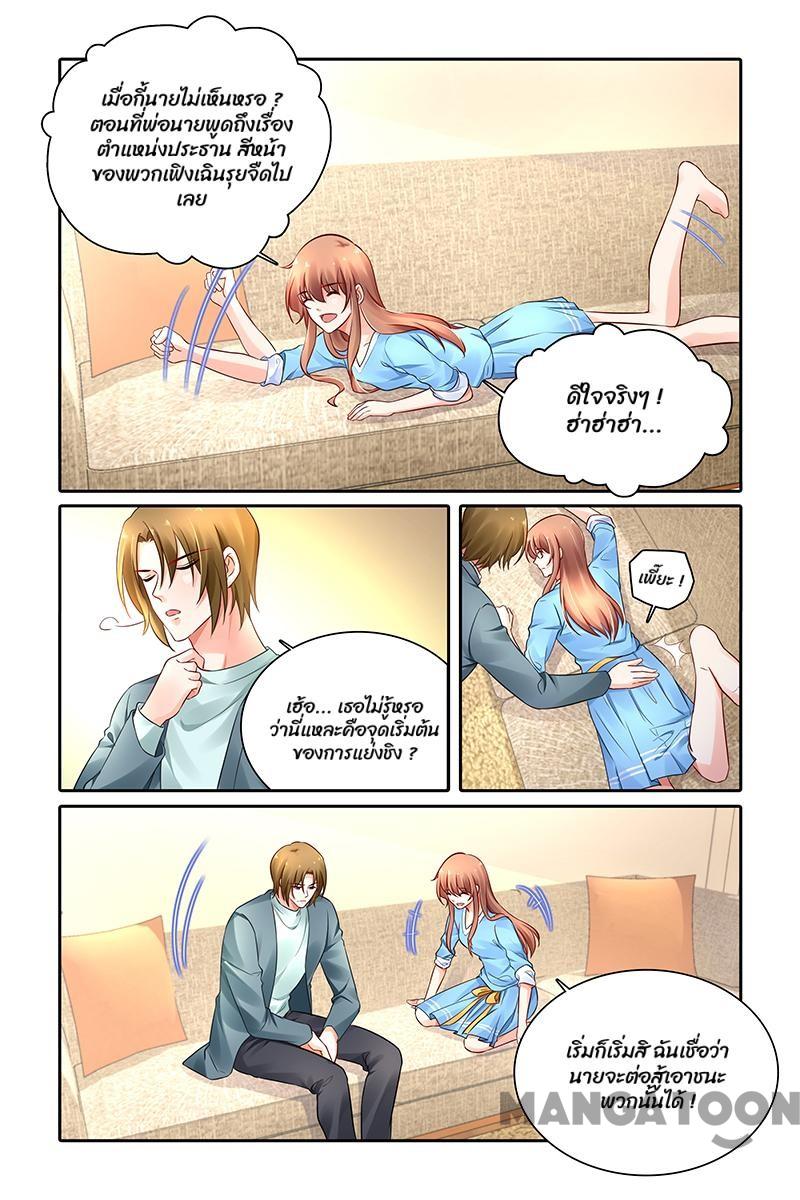 เมื่อกี้นายไม่เห็นหรอ ?
ตอนที่พ่อนายพูดถึงเรื่อง
ตำแหน่งประธาน สีหน้า
ของพวกเฟิงเฉินรุยจืดไป
เลย
ดีใจจริงๆ !
ฮ่าฮ่าฮ่า...
เพี๊ยะ !
เฮ้อ... เธอไม่รู้หรอ
ว่านี่แหละคือจุดเริ่มต้น
ของการแย่งชิง ?
เริ่มก็เริ่มสิ ฉันเชื่อว่า
นายจะต่อสู้เอาชนะ
พวกนั้นได้ !
MANGATOON